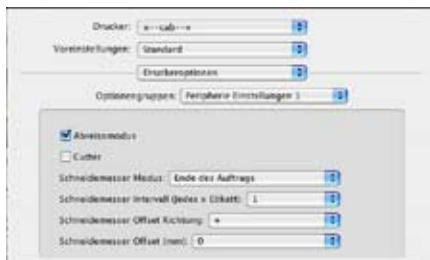 Drucker:
Voreinstellungen: Standard
Druckeroptionen
Optionengruppen: Peripherie Einstellungen 1
Abreissmodus
Cutter
Schneidemesser Modus: Ende des Auftrags
Schneidemesser Intervall (jedes x Etikett): 1
Schneidemesser Offset Richtung: +
Schneidemesser Offset (mm): 0